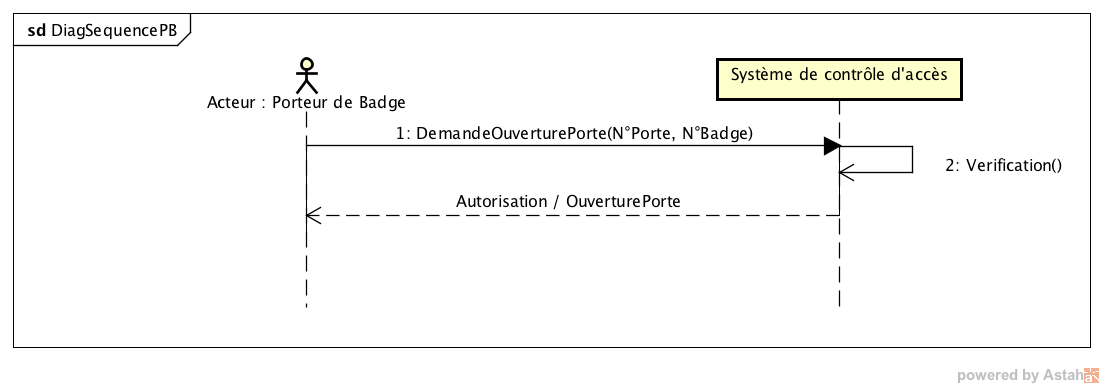 sd DiagSequencePB
Système de contrôle d'accès
Acteur : Porteur de Badge
1: DemandeOuverturePorte(N°Porte, N°Badge)
2: Verification()
Autorisation / OuverturePorte
powered by Astah